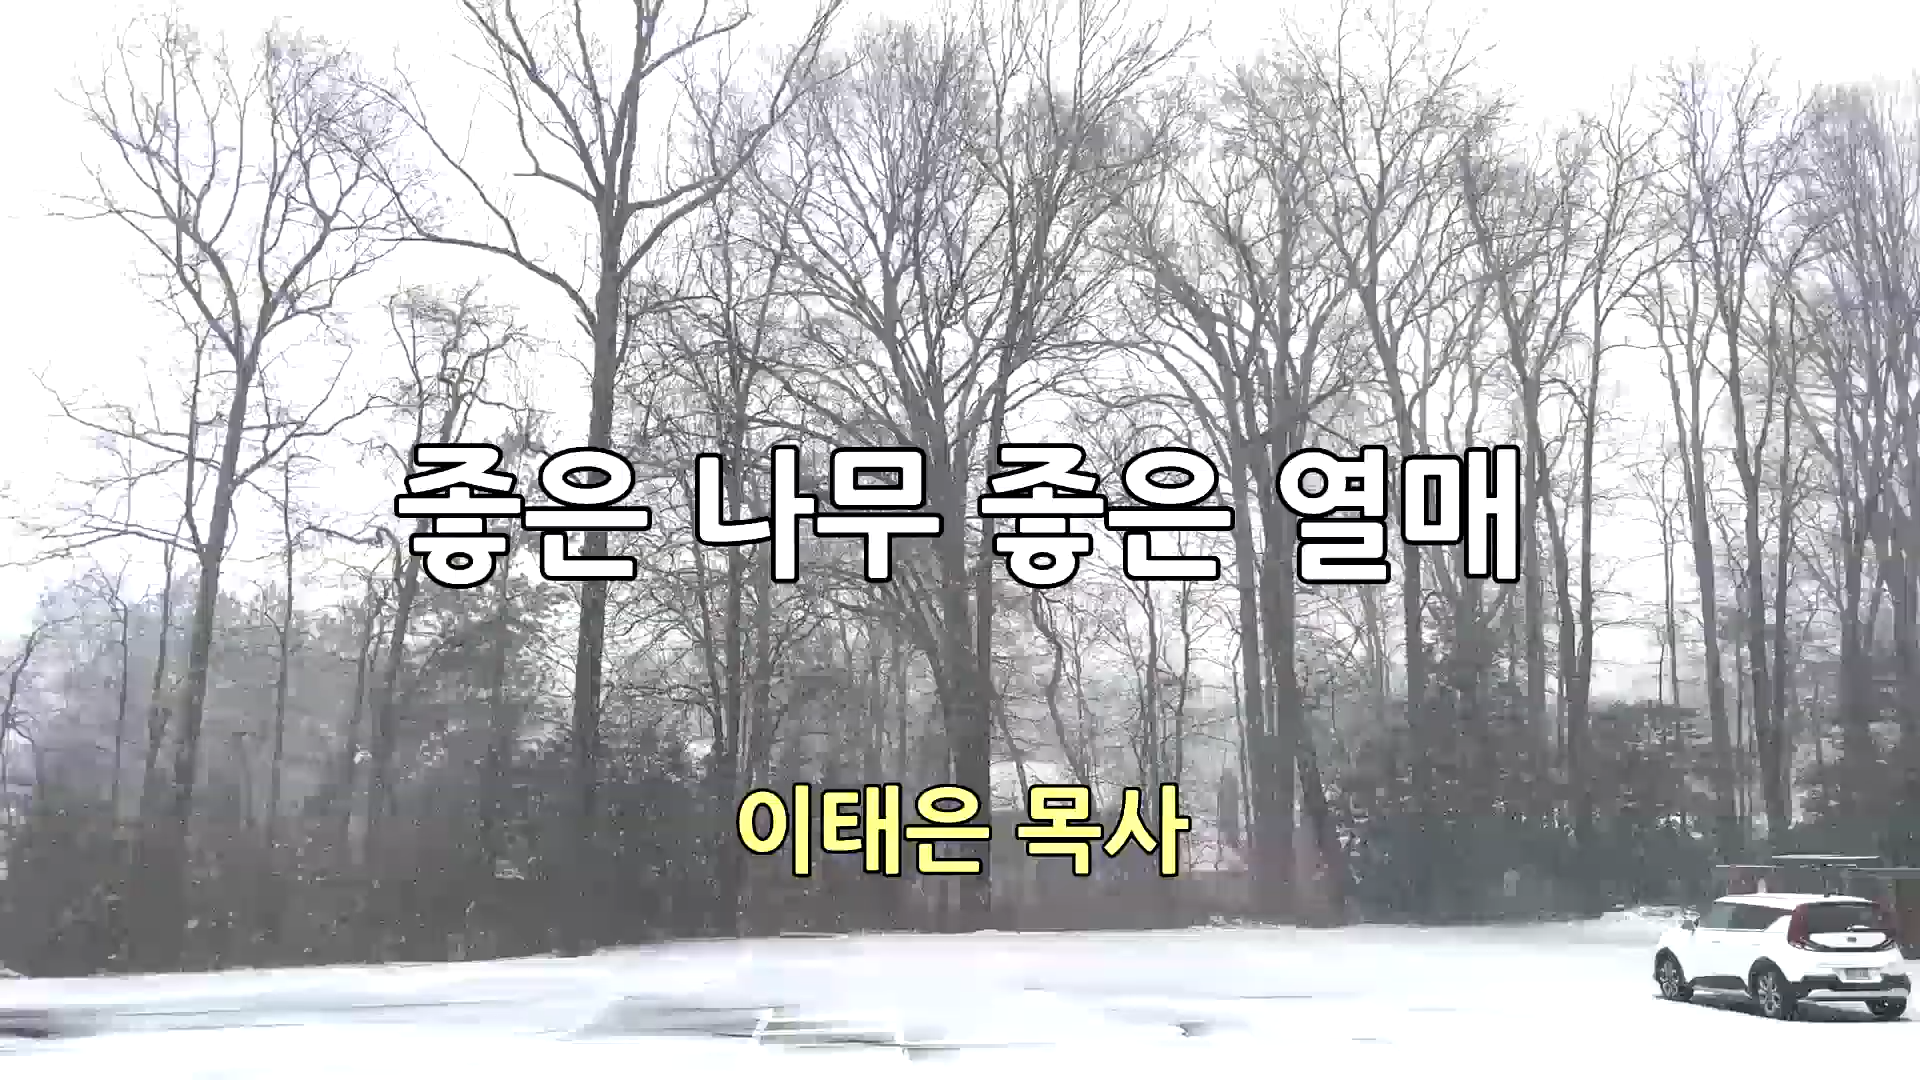 좋은 나무 좋은 열매
이태은 목사